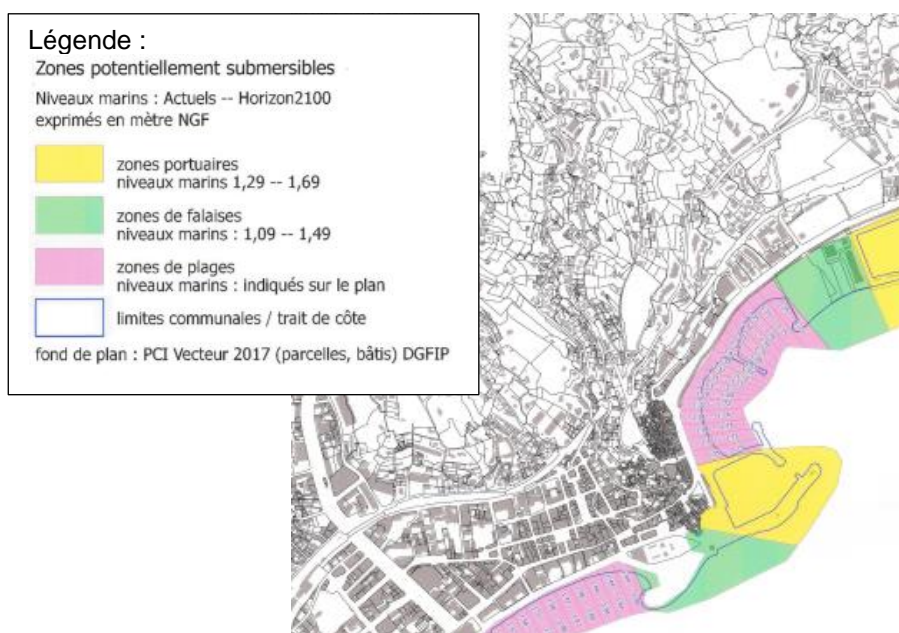 Légende :
Zones potentiellement submersibles
Niveaux marins : Actuels -- Horizon2100
exprimés en mètre NGF
zones portuaires
niveaux marins 1,29 -- 1,69
zones de falaises
niveaux marins : 1,09 -- 1,49
zones de plages
niveaux marins : indiqués sur le plan
limites communales / trait de côte
fond de plan : PCI Vecteur 2017 (parcelles, bâtis) DGFIP